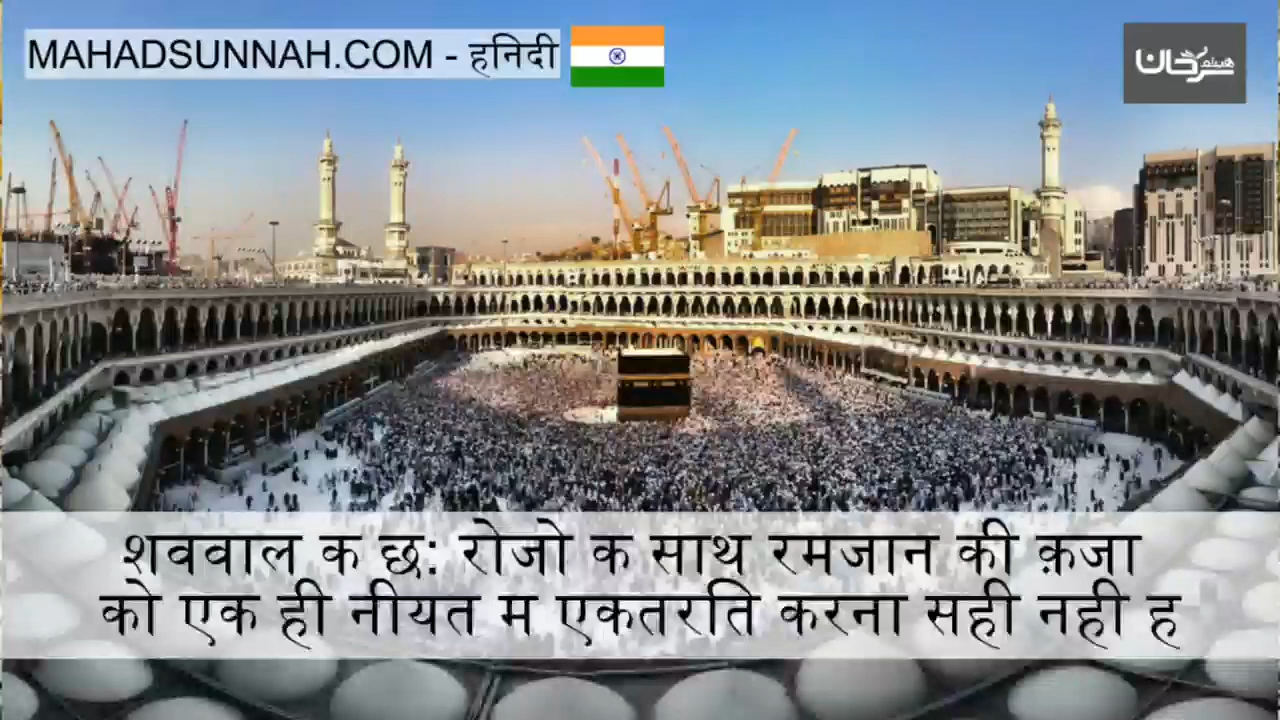 MAHADSUNNAH.COM - हनिदी
शववाल क छ: रोजो क साथ रमजान की क़जा
को एक ही नीयत म एकतरति करना सही नही ह